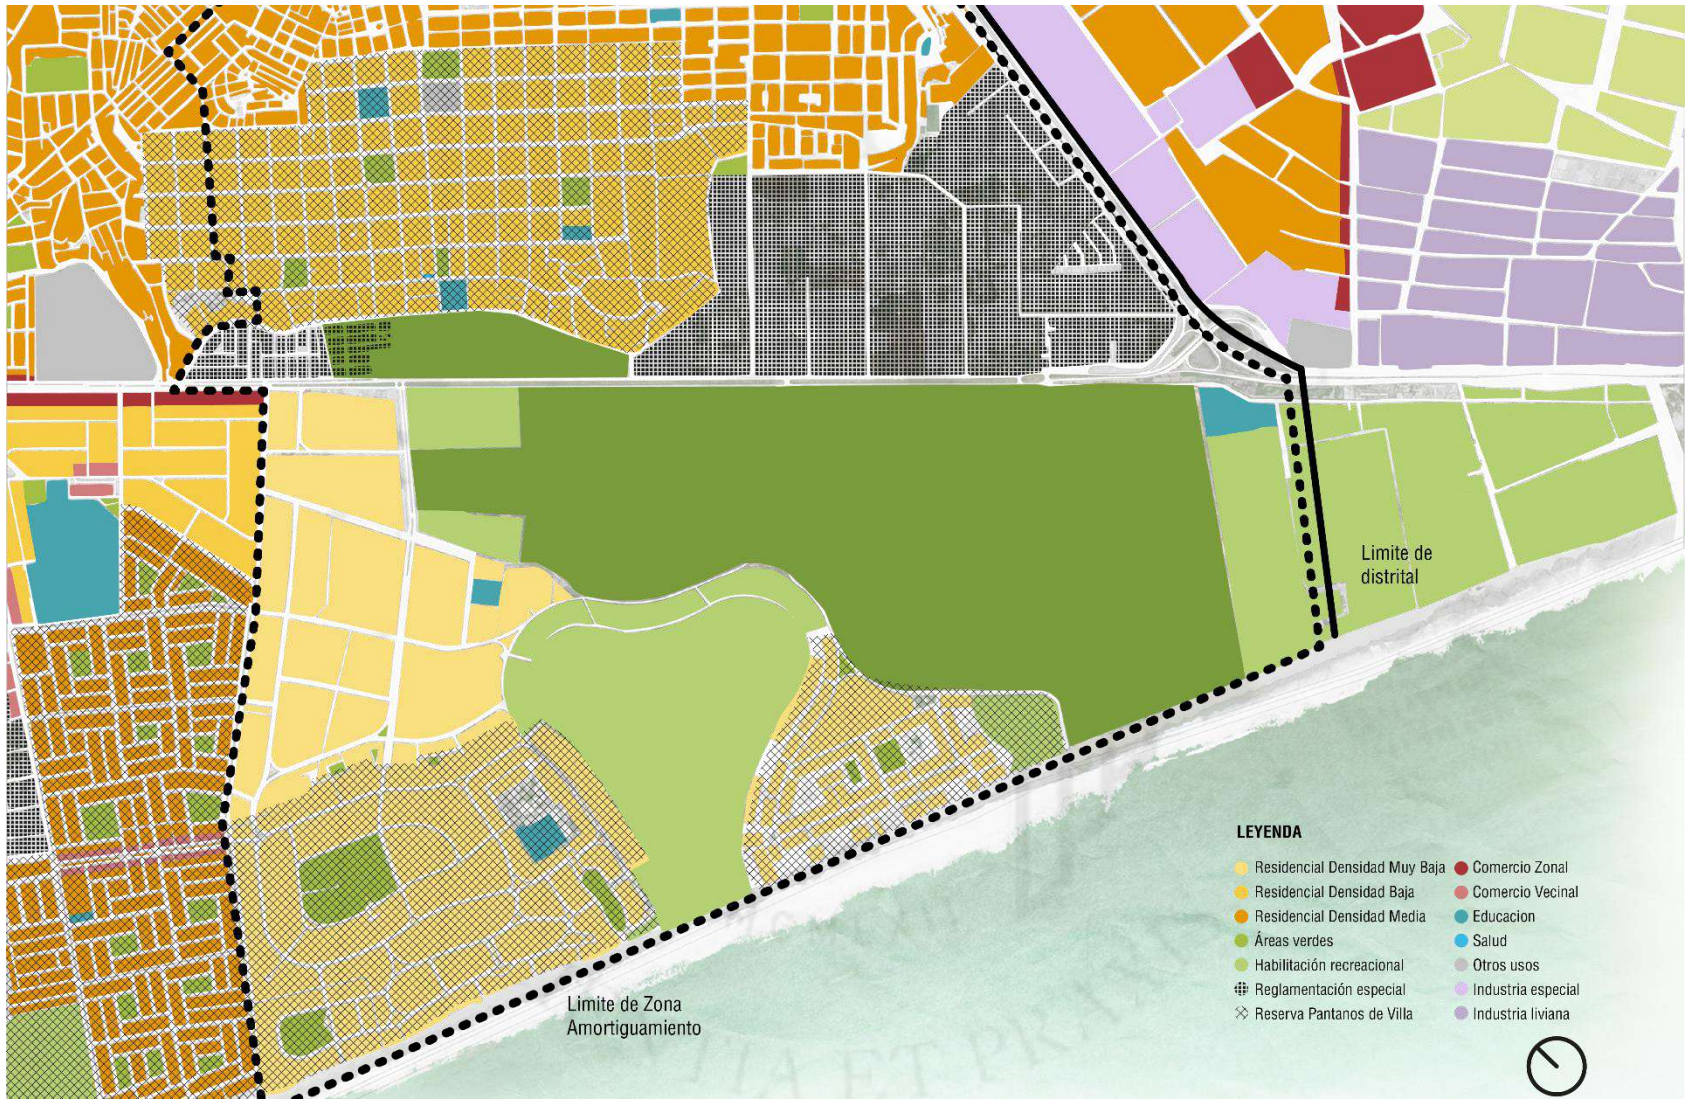 Limite de
distrital
LEYENDA
Residencial Densidad Muy Baja
Residencial Densidad Baja
Residencial Densidad Media
Áreas verdes
Habilitación recreacional
Reglamentación especial
Reserva Pantanos de Villa
Comercio Zonal
Comercio Vecinal
Educacion
Salud
Otros usos
Industria especial
Industria liviana
Limite de Zona
Amortiguamiento
ET